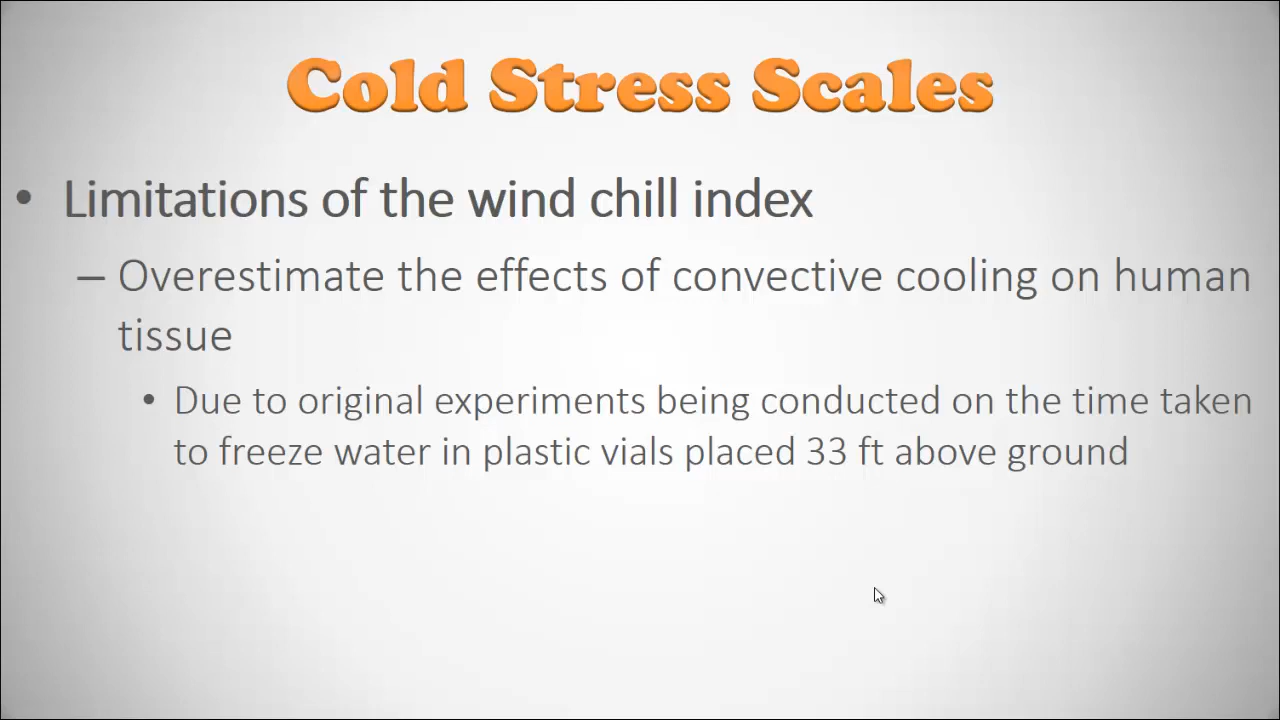 Cold Stress Scales
• Limitations of the wind chill index
– Overestimate the effects of convective cooling on human
tissue
• Due to original experiments being conducted on the time taken
to freeze water in plastic vials placed 33 ft above ground